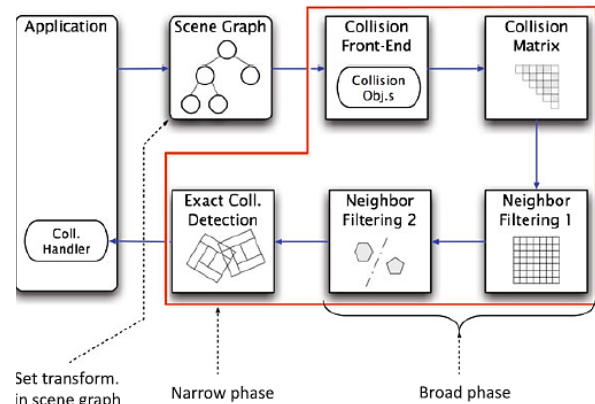 Application
Scene Graph
Collision
Front-End
Collision
Obj.s
Collision
Matrix
Exact Coll.
Detection
Neighbor
Filtering 2
Neighbor
Filtering 1
Coll.
Handler
Set transform.
in scene graph
Narrow phase
Broad phase